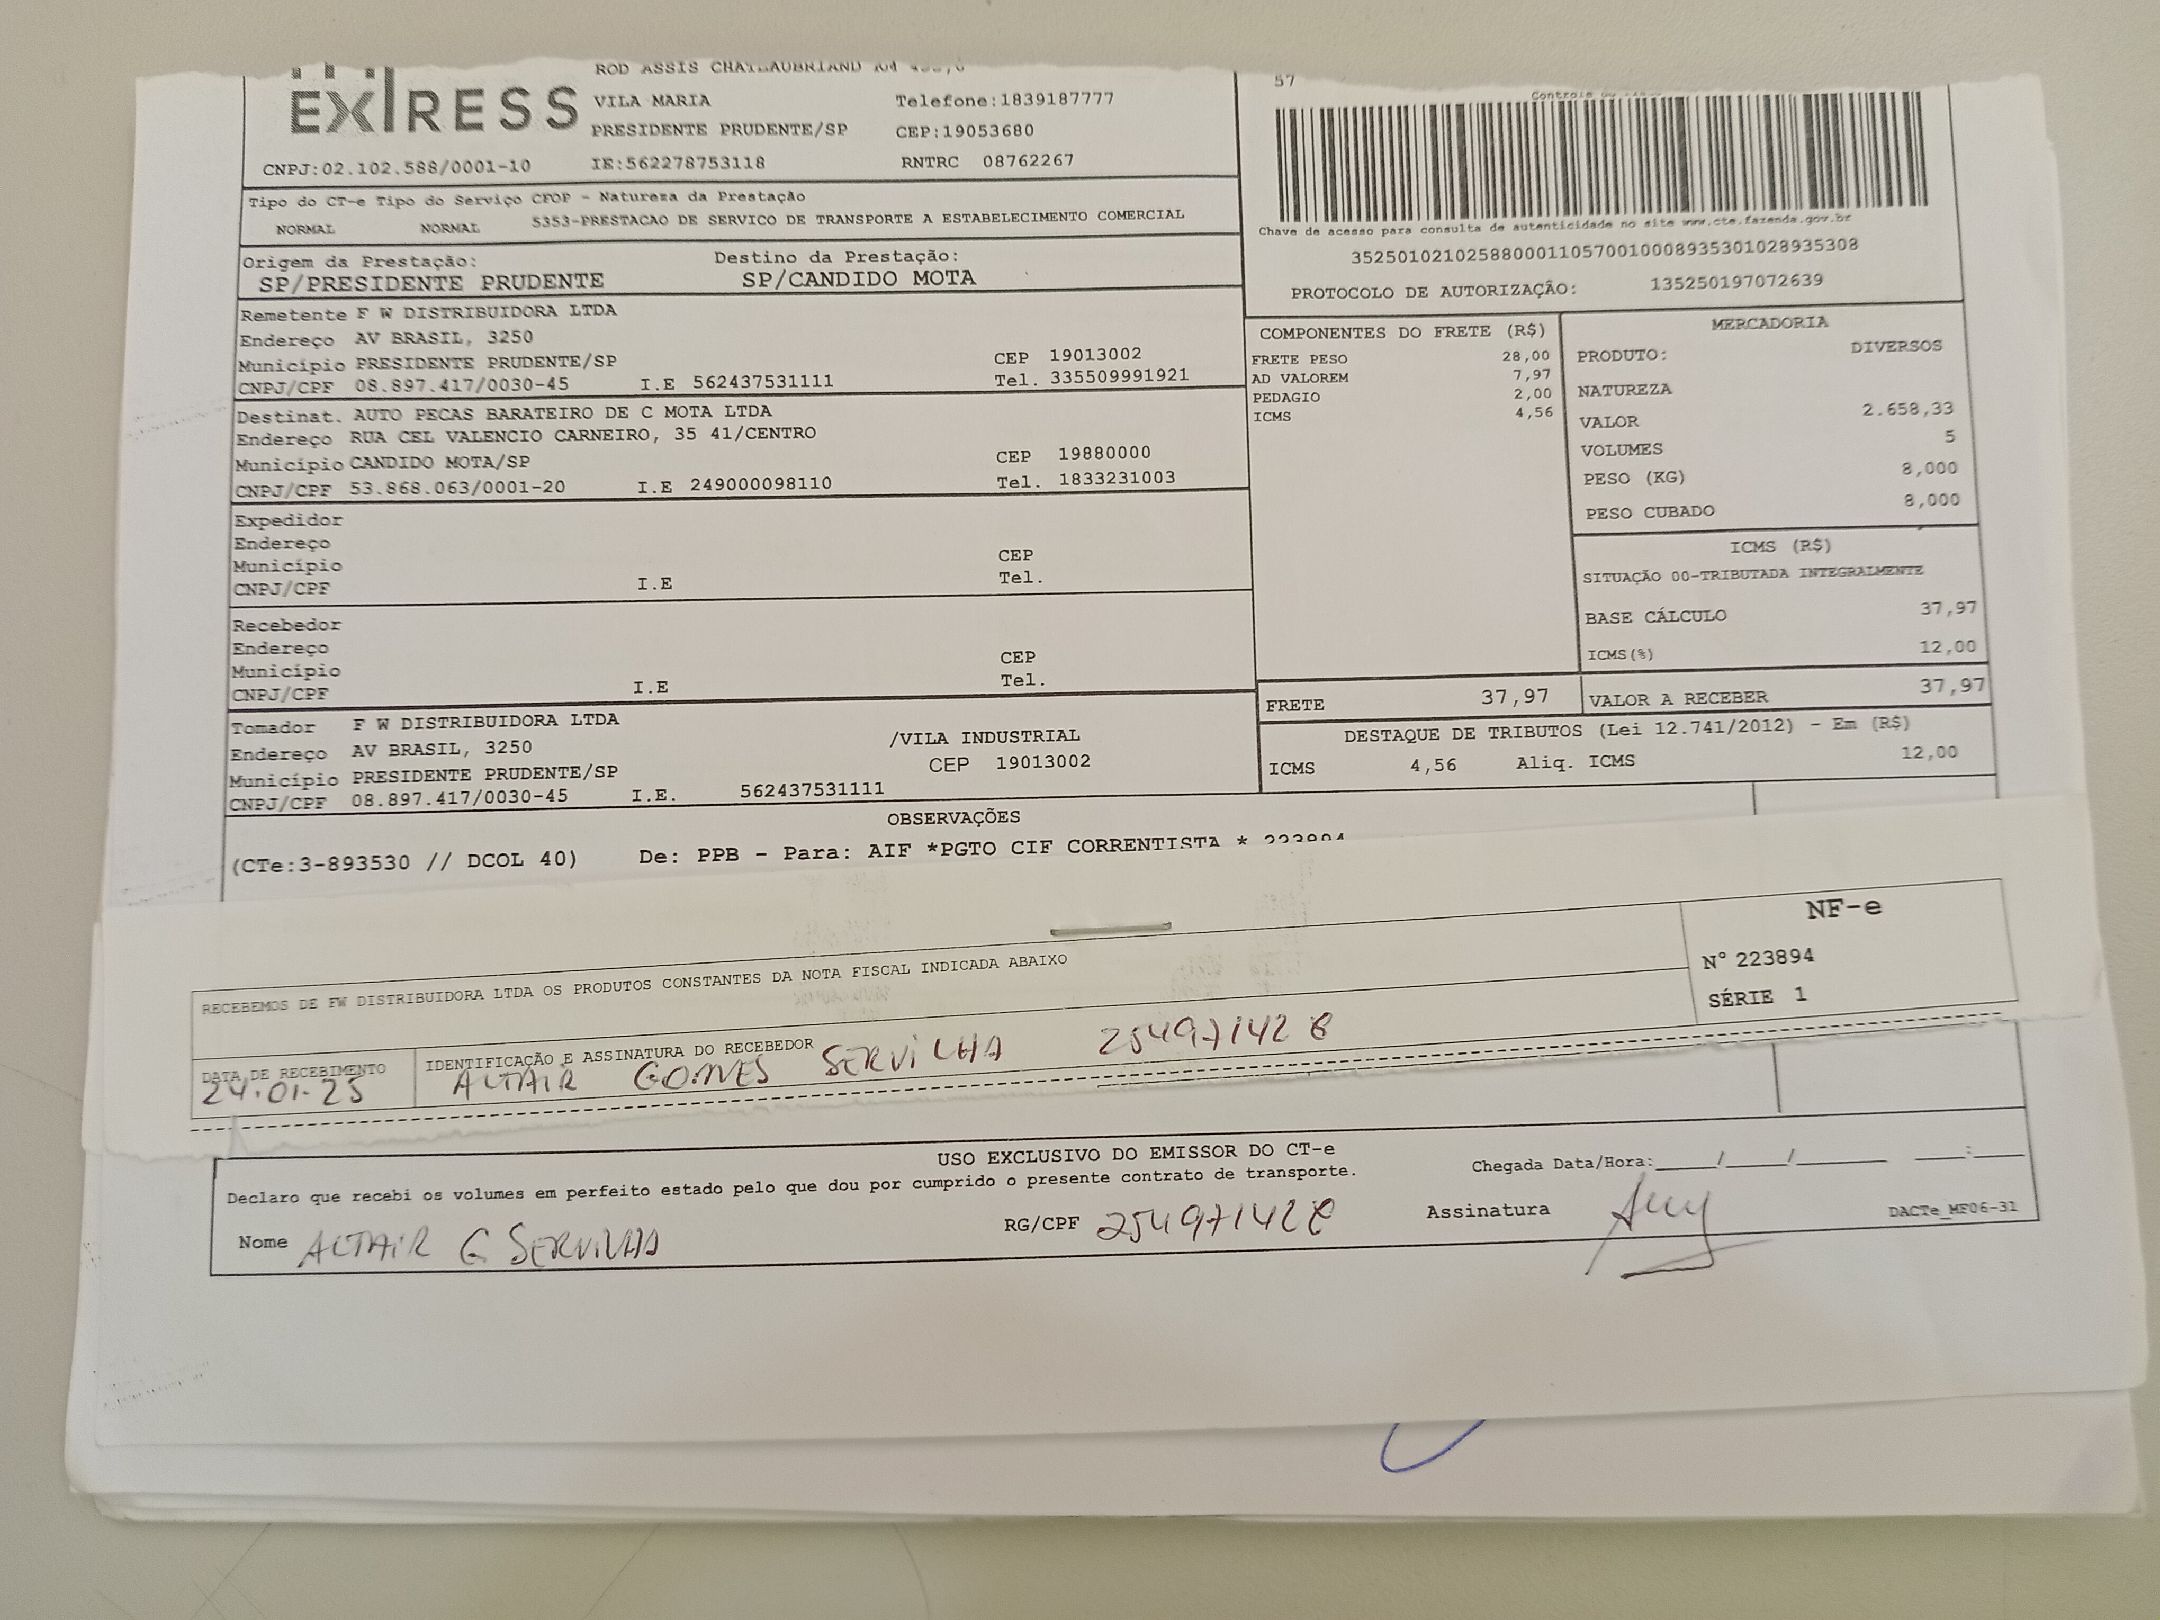 ROD ASSIS CHATEAUBRIAND KM
EXPRESS
VILA MARIA Telefone:1839187777
PRESIDENTE PRUDENTE/SP CEP:19053680
CNPJ:02.102.588/0001-10 IE:562278753118 RNTRC 08762267
Tipo do CT-e Tipo do Serviço CFOP - Natureza da Prestação
NORMAL NORMAL 5353-PRESTACAO DE SERVICO DE TRANSPORTE A ESTABELECIMENTO COMERCIAL
Origem da Prestação: Destino da Prestação:
SP/PRESIDENTE PRUDENTE SP/CANDIDO MOTA
Remetente F W DISTRIBUIDORA LTDA
Endereço AV BRASIL, 3250
Município PRESIDENTE PRUDENTE/SP CEP 19013002
CNPJ/CPF 08.897.417/0030-45 I.E 562437531111 Tel. 335509991921
Destinat. AUTO PECAS BARATEIRO DE C MOTA LTDA
Endereço RUA CEL VALENCIO CARNEIRO, 35 41/CENTRO
Município CANDIDO MOTA/SP CEP 19880000
CNPJ/CPF 53.868.063/0001-20 I.E 249000098110 Tel. 1833231003
Expedidor
Endereço
Município CEP
CNPJ/CPF I.E Tel.
Recebedor
Endereço
Município CEP
CNPJ/CPF I.E Tel.
Tomador F W DISTRIBUIDORA LTDA
Endereço AV BRASIL, 3250 /VILA INDUSTRIAL
Município PRESIDENTE PRUDENTE/SP CEP 19013002
CNPJ/CPF 08.897.417/0030-45 I.E. 562437531111
57
Chave de acesso para consulta de autenticidade no site www.cte.fazenda.gov.br
35250102102588000110570010008935301028935308
PROTOCOLO DE AUTORIZAÇÃO: 135250197072639
COMPONENTES DO FRETE (R$)
FRETE PESO 28,00
AD VALOREM 7,97
PEDAGIO 2,00
ICMS 4,56
MERCADORIA
PRODUTO: DIVERSOS
NATUREZA
VALOR 2.658,33
VOLUMES 5
PESO (KG) 8,000
PESO CUBADO 8,000
ICMS (R$)
SITUAÇÃO 00-TRIBUTADA INTEGRALMENTE
BASE CÁLCULO 37,97
ICMS(%) 12,00
FRETE 37,97 VALOR A RECEBER 37,97
DESTAQUE DE TRIBUTOS (Lei 12.741/2012) - Em (R$)
ICMS 4,56 Aliq. ICMS 12,00
OBSERVAÇÕES
(CTe:3-893530 // DCOL 40) De: PPB - Para: AIF *PGTO CIF CORRENTISTA * 223894
NF-e
RECEBEMOS DE FW DISTRIBUIDORA LTDA OS PRODUTOS CONSTANTES DA NOTA FISCAL INDICADA ABAIXO
N° 223894
SÉRIE 1
DATA DE RECEBIMENTO IDENTIFICAÇÃO E ASSINATURA DO RECEBEDOR
24.01.25 ALTAIR GOMES SERVILHA 254971428
USO EXCLUSIVO DO EMISSOR DO CT-e
Declaro que recebi os volumes em perfeito estado pelo que dou por cumprido o presente contrato de transporte. Chegada Data/Hora:____/____/______ ___:___
Nome ALTAIR G SERVILHA RG/CPF 254971428 Assinatura
DACTe_MF06-31